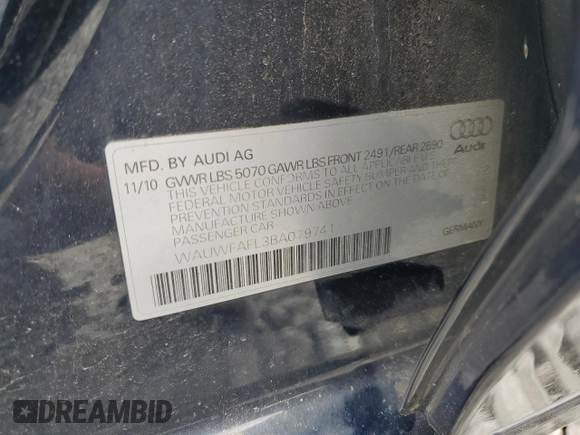 MFD. BY AUDI AG
11/10 GVWR LBS 5070 GAWR LBS FRONT 2491/REAR 2690
THIS VEHICLE CONFORMS TO ALL APPLICABLE U.S.
FEDERAL MOTOR VEHICLE SAFETY, BUMPER AND THEFT
PREVENTION STANDARDS IN EFFECT ON THE DATE OF
MANUFACTURE SHOWN ABOVE.
PASSENGER CAR
WAUWFAFL3BA079741
Audi
GERMANY
DREAMBID